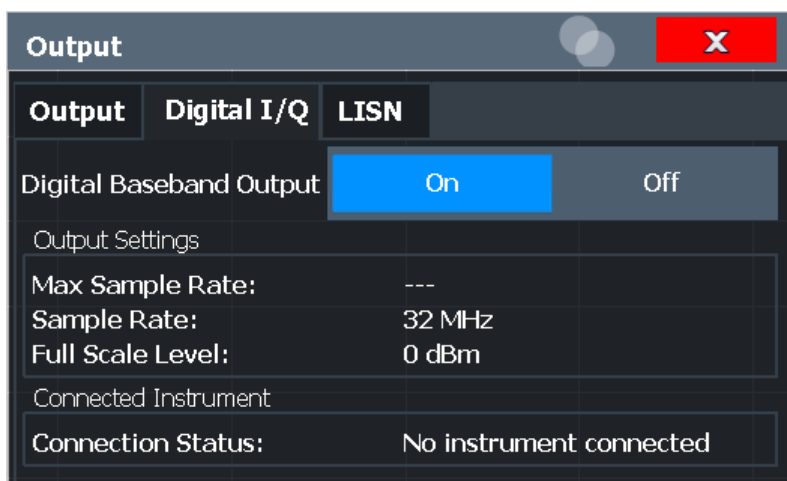 Output X
Output Digital I/Q LISN
Digital Baseband Output On Off
Output Settings
Max Sample Rate: ---
Sample Rate: 32 MHz
Full Scale Level: 0 dBm
Connected Instrument
Connection Status: No instrument connected